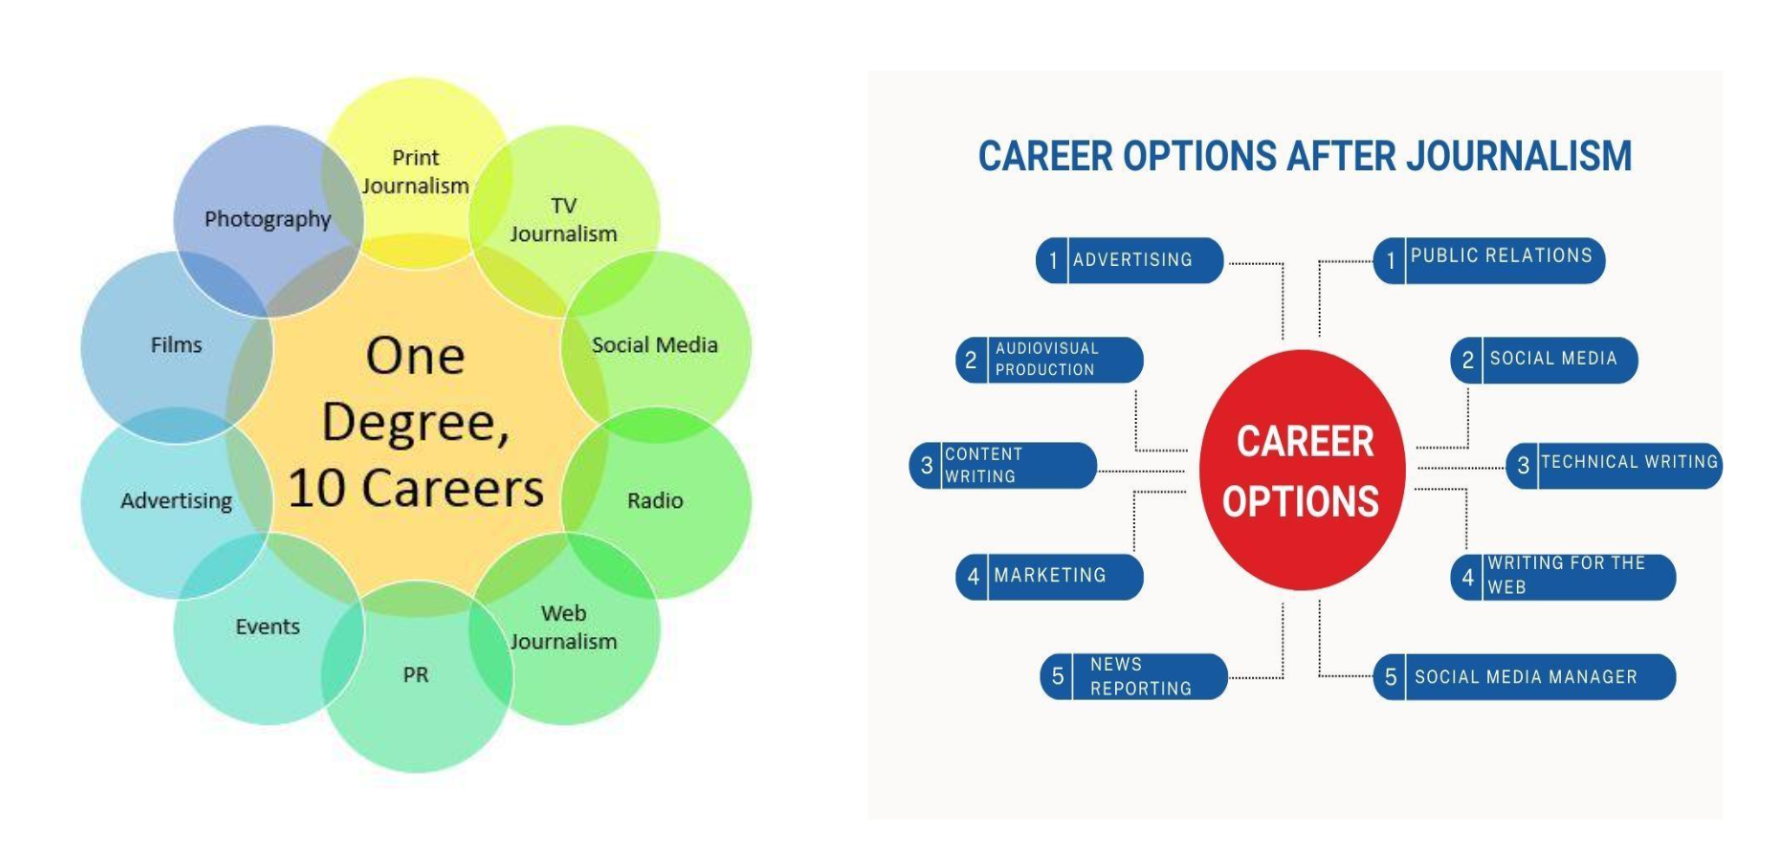 Print
Journalism
TV
Journalism
Social Media
Radio
Web
Journalism
PR
Events
Advertising
Films
Photography
One
Degree,
10 Careers
CAREER OPTIONS AFTER JOURNALISM
1 ADVERTISING
2 AUDIOVISUAL
PRODUCTION
3 CONTENT
WRITING
4 MARKETING
5 NEWS
REPORTING
CAREER
OPTIONS
1 PUBLIC RELATIONS
2 SOCIAL MEDIA
3 TECHNICAL WRITING
4 WRITING FOR THE
WEB
5 SOCIAL MEDIA MANAGER